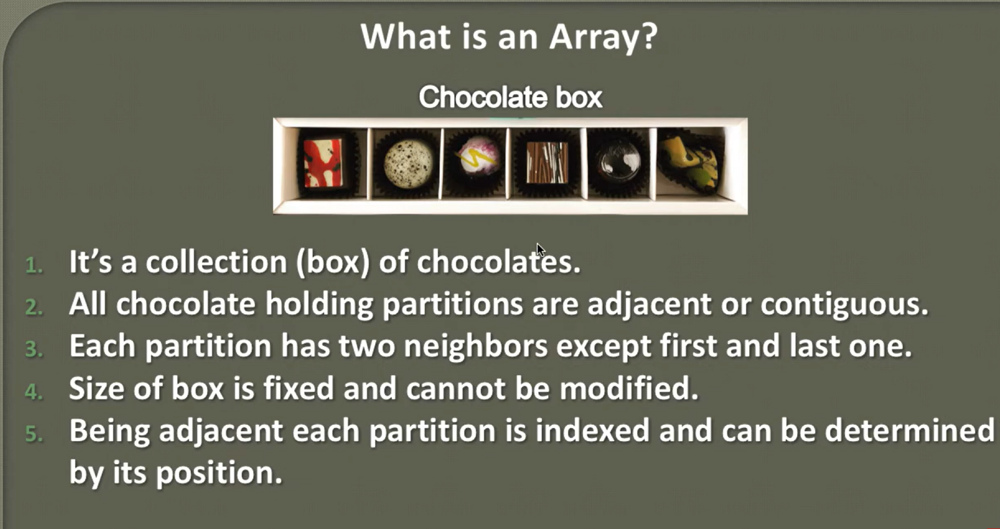 What is an Array?
Chocolate box
1. It’s a collection (box) of chocolates.
2. All chocolate holding partitions are adjacent or contiguous.
3. Each partition has two neighbors except first and last one.
4. Size of box is fixed and cannot be modified.
5. Being adjacent each partition is indexed and can be determined
by its position.